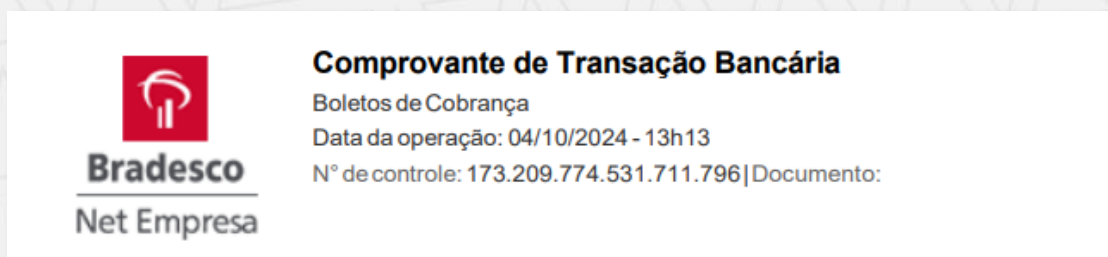 Comprovante de Transação Bancária
Boletos de Cobrança
Data da operação: 04/10/2024 - 13h13
N° de controle: 173.209.774.531.711.796 | Documento:
Bradesco
Net Empresa